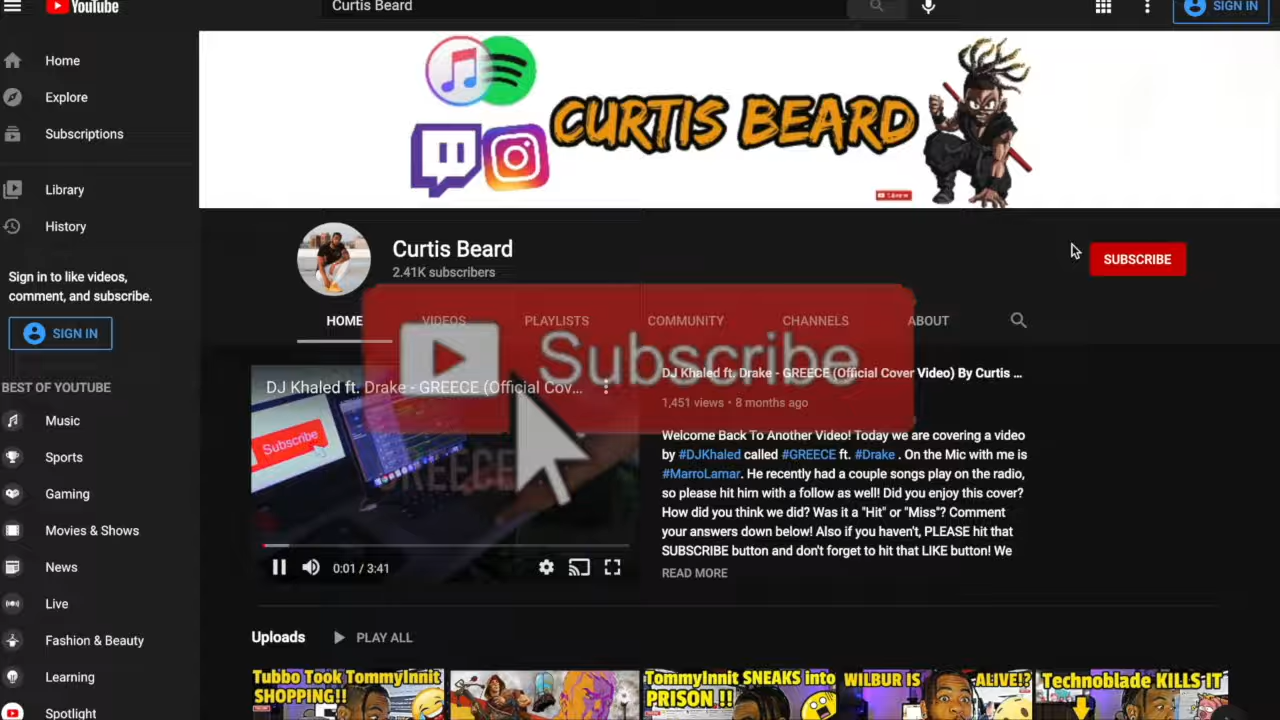 YouTube
Curtis Beard
SIGN IN
Home
Explore
Subscriptions
Library
History
Sign in to like videos,
comment, and subscribe.
SIGN IN
BEST OF YOUTUBE
Music
Sports
Gaming
Movies & Shows
News
Live
Fashion & Beauty
Learning
Spotlight
CURTIS BEARD
Curtis Beard
2.41K subscribers
SUBSCRIBE
HOME
VIDEOS
PLAYLISTS
COMMUNITY
CHANNELS
ABOUT
Subscribe
DJ Khaled ft. Drake - GREECE (Official Cov...
Subscribe
GREECE
0:01 / 3:41
DJ Khaled ft. Drake - GREECE (Official Cover Video) By Curtis ...
1,451 views • 8 months ago
Welcome Back To Another Video! Today we are covering a video
by #DJKhaled called #GREECE ft. #Drake . On the Mic with me is
#MarroLamar. He recently had a couple songs play on the radio,
so please hit him with a follow as well! Did you enjoy this cover?
How did you think we did? Was it a "Hit" or "Miss"? Comment
your answers down below! Also if you haven't, PLEASE hit that
SUBSCRIBE button and don't forget to hit that LIKE button! We
READ MORE
Uploads
PLAY ALL
Tubbo Took TommyInnit
SHOPPING!!
TommyInnit SNEAKS into
PRISON !!
WILBUR IS ALIVE!?
Technoblade KILLS IT